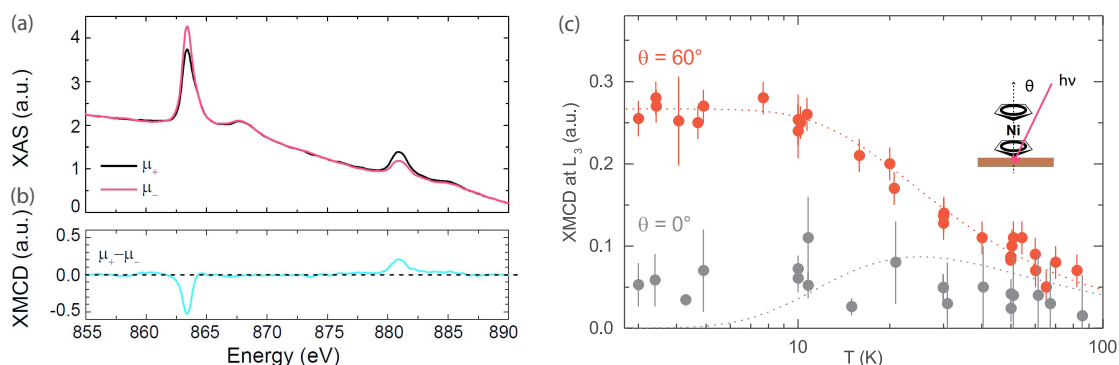 (a)
XAS (a.u.)
4
3
2
1
0
μ+
μ−
(b)
XMCD (a.u.)
0.5
0.0
-0.5
μ+−μ−
855 860 865 870 875 880 885 890
Energy (eV)
(c)
XMCD at L3 (a.u.)
0.3
0.2
0.1
0.0
θ = 60°
θ = 0°
θ
hν
Ni
10
100
T (K)